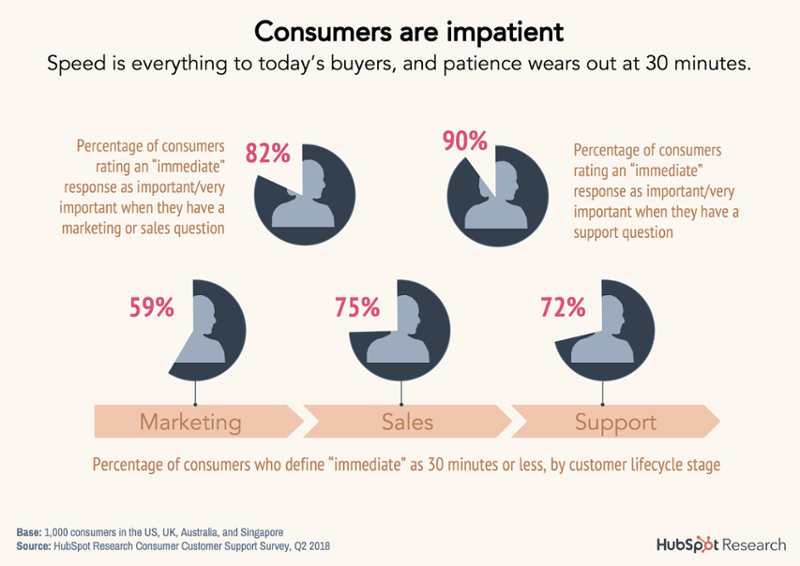 Consumers are impatient
Speed is everything to today's buyers, and patience wears out at 30 minutes.
Percentage of consumers
rating an "immediate"
response as important/very
important when they have a
marketing or sales question
82%
90%
Percentage of consumers
rating an "immediate"
response as important/very
important when they have a
support question
59%
75%
72%
Marketing
Sales
Support
Percentage of consumers who define "immediate" as 30 minutes or less, by customer lifecycle stage
Base: 1,000 consumers in the US, UK, Australia, and Singapore
Source: HubSpot Research Consumer Customer Support Survey, Q2 2018
HubSpot Research